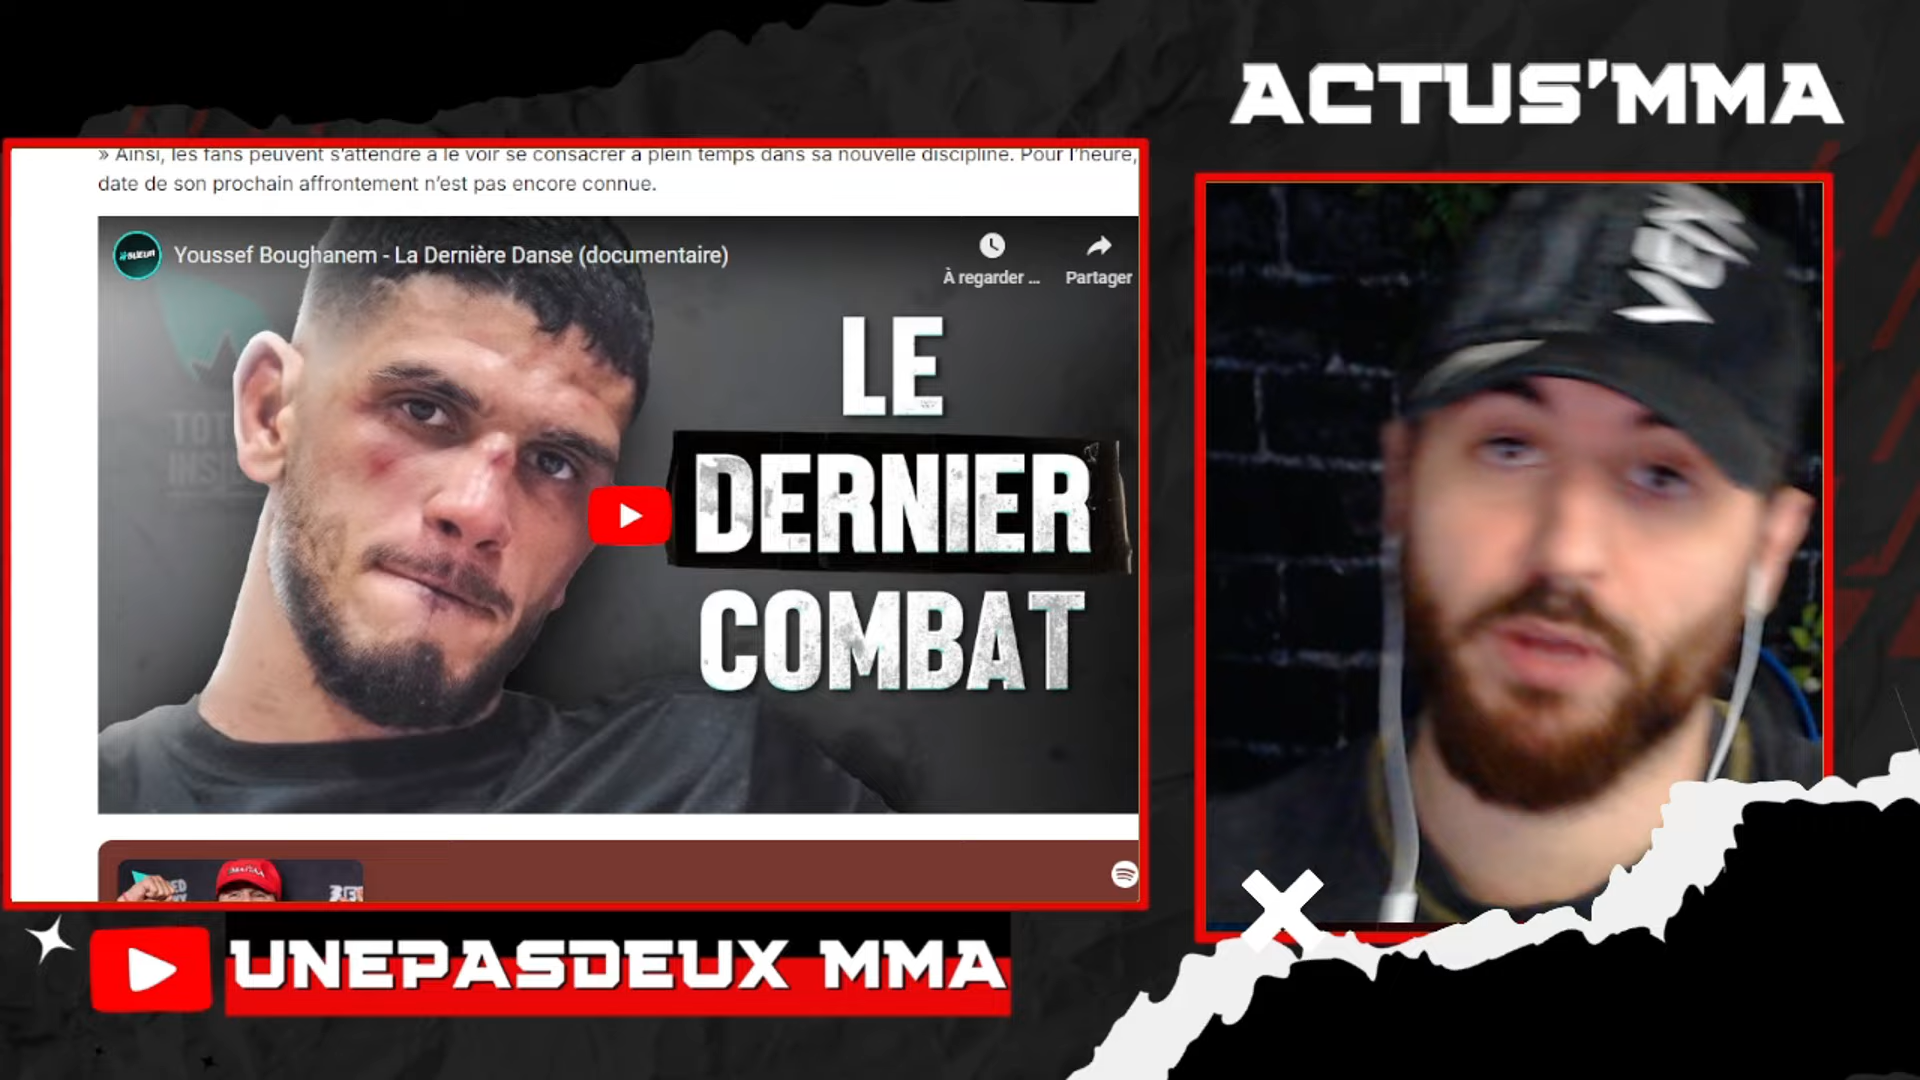 ACTUS'MMA
» Ainsi, les fans peuvent s'attendre à le voir se consacrer à plein temps dans sa nouvelle discipline. Pour l'heure,
date de son prochain affrontement n'est pas encore connue.
Youssef Boughanem - La Dernière Danse (documentaire)
À regarder ...
Partager
LE
DERNIER
COMBAT
UNEPASDEUX MMA